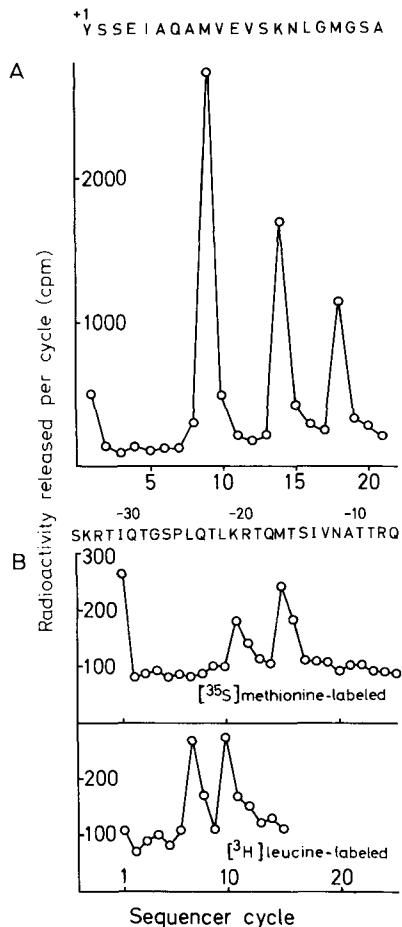 +1
YSSEIAQAMVEVSKNLGMGSA
A
2000
1000
5 10 15 20
Radioactivity released per cycle (cpm)
-30 -20 -10
SKRTIQTGSPLQTLKRTQMTSIVNATTRQ
B
300
200
100
[³⁵S]methionine-labeled
200
100
[³H]leucine-labeled
1 10 20
Sequencer cycle